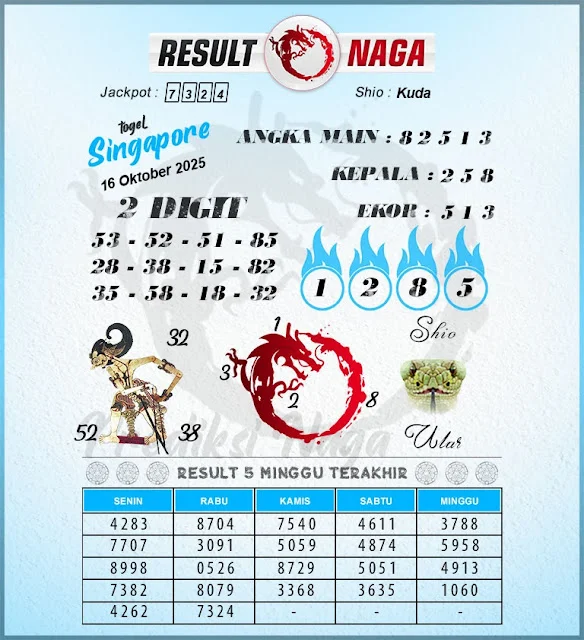 RESULT NAGA
Jackpot : 7 3 2 4
Shio : Kuda
Togel
Singapore
16 Oktober 2025
ANGKA MAIN : 8 2 5 1 3
KEPALA : 2 5 8
EKOR : 5 1 3
2 DIGIT
53 - 52 - 51 - 85
28 - 38 - 15 - 82
35 - 58 - 18 - 32
1 2 8 5
32
52
38
1
3
2
8
Shio
Ular
Prediksi Naga
RESULT 5 MINGGU TERAKHIR
SENIN RABU KAMIS SABTU MINGGU
4283 8704 7540 4611 3788
7707 3091 5059 4874 5958
8998 0526 8729 5051 4913
7382 8079 3368 3635 1060
4262 7324 - - -